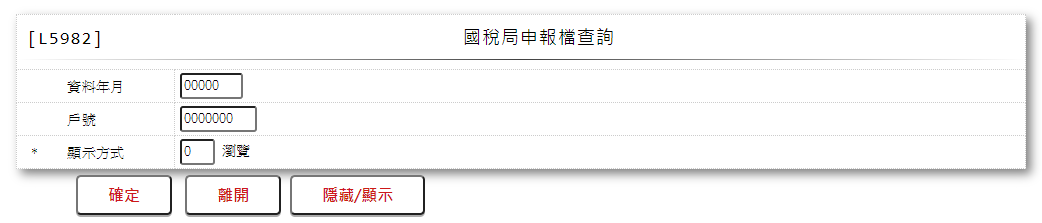 [L5982] 國稅局申報檔查詢
資料年月 00000
戶號 0000000
* 顯示方式 0 瀏覽
確定 離開 隱藏/顯示